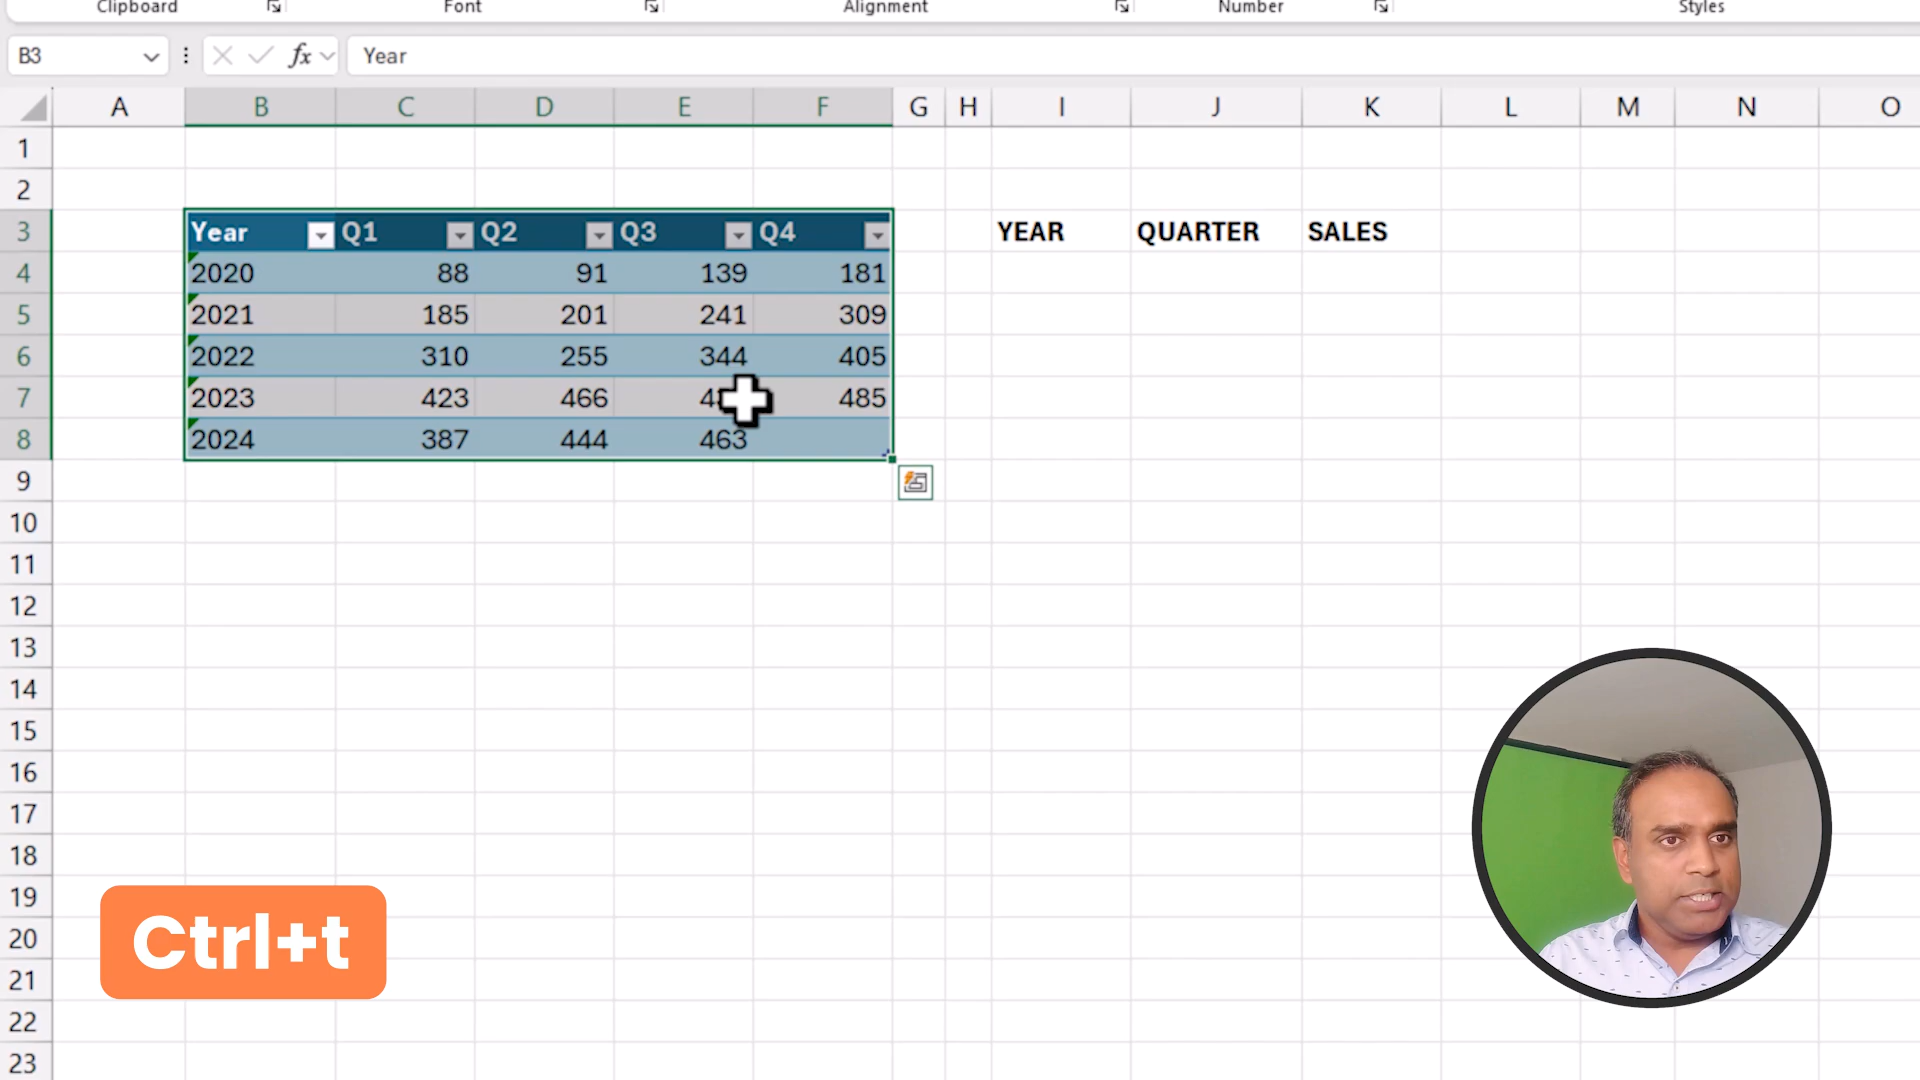 Clipboard Font Alignment Number Styles
B3 fx Year
A B C D E F G H I J K L M N O
1
2
3 Year Q1 Q2 Q3 Q4 YEAR QUARTER SALES
4 2020 88 91 139 181
5 2021 185 201 241 309
6 2022 310 255 344 405
7 2023 423 466 485
8 2024 387 444 463
9
10
11
12
13
14
15
16
17
18
19
20
21
22
23
Ctrl+t